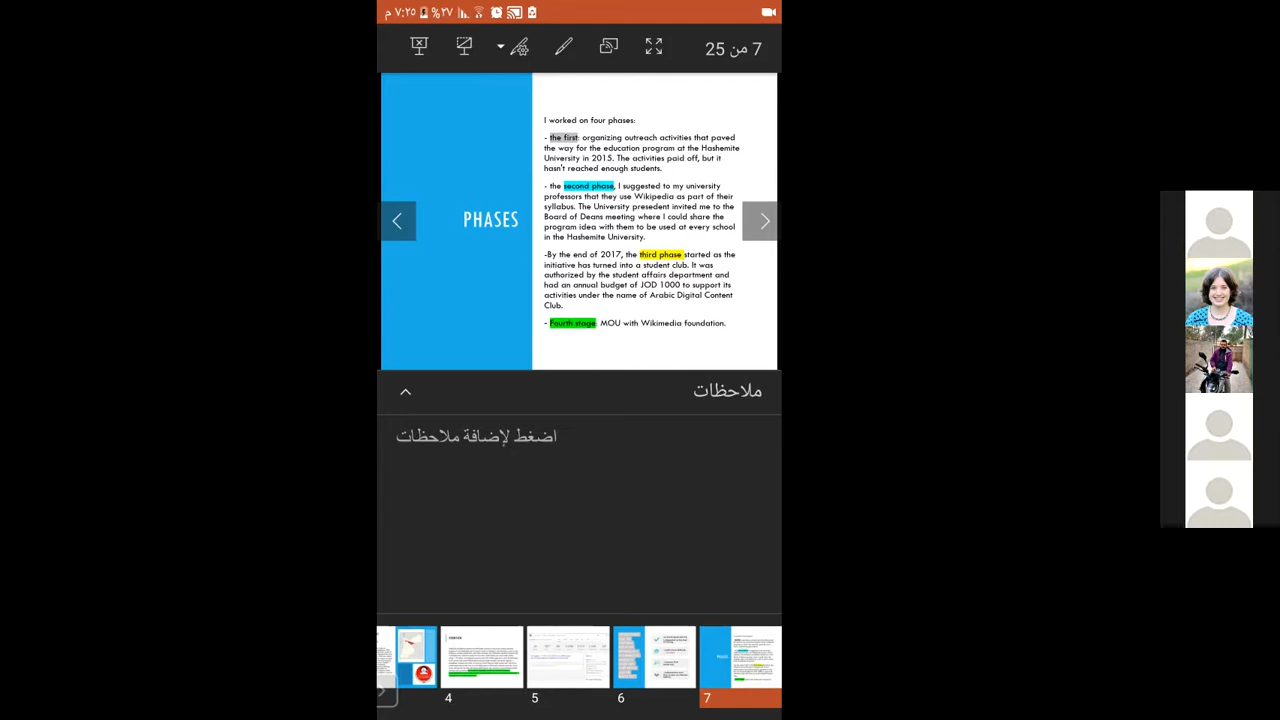 م ٧:٢٥ %٢٧
7 من 25
PHASES
I worked on four phases:
- the first: organizing outreach activities that paved
the way for the education program at the Hashemite
University in 2015. The activities paid off, but it
hasn't reached enough students.
- the second phase, I suggested to my university
professors that they use Wikipedia as part of their
syllabus. The University presedent invited me to the
Board of Deans meeting where I could share the
program idea with them to be used at every school
in the Hashemite University.
-By the end of 2017, the third phase started as the
initiative has turned into a student club. It was
authorized by the student affairs department and
had an annual budget of JOD 1000 to support its
activities under the name of Arabic Digital Content
Club.
- Fourth stage: MOU with Wikimedia foundation.
ملاحظات
اضغط لإضافة ملاحظات
4
5
6
7